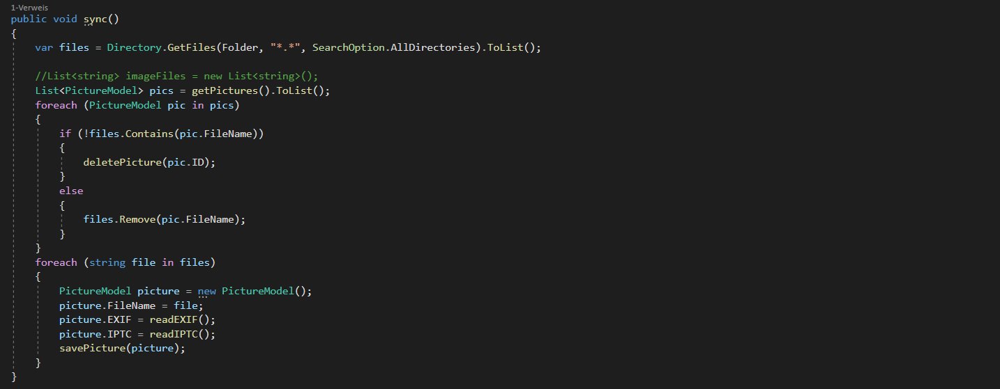 1-Verweis
public void sync()
{
    var files = Directory.GetFiles(Folder, "*.*", SearchOption.AllDirectories).ToList();

    //List<string> imageFiles = new List<string>();
    List<PictureModel> pics = getPictures().ToList();
    foreach (PictureModel pic in pics)
    {
        if (!files.Contains(pic.FileName))
        {
            deletePicture(pic.ID);
        }
        else
        {
            files.Remove(pic.FileName);
        }
    }
    foreach (string file in files)
    {
        PictureModel picture = new PictureModel();
        picture.FileName = file;
        picture.EXIF = readEXIF();
        picture.IPTC = readIPTC();
        savePicture(picture);
    }
}